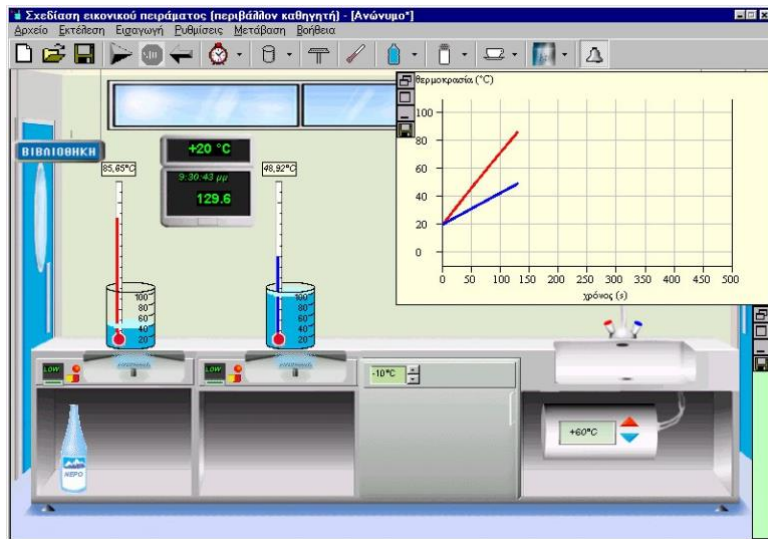 Σχεδίαση εικονικού πειράματος (περιβάλλον καθηγητή) - [Ανώνυμο*]
Αρχείο Εκτέλεση Εισαγωγή Ρυθμίσεις Μετάβαση Βοήθεια
θερμοκρασία (°C)
100
80
60
40
20
0
0 50 100 150 200 250 300 350 400 450 500
χρόνος (s)
ΒΙΒΛΙΟΘΗΚΗ
+20 °C
85,65°C
48,92°C
9:30:43 μμ
129.6
100
80
60
40
20
100
80
60
40
20
LOW
LOW
-10°C
+60°C
ΝΕΡΟ